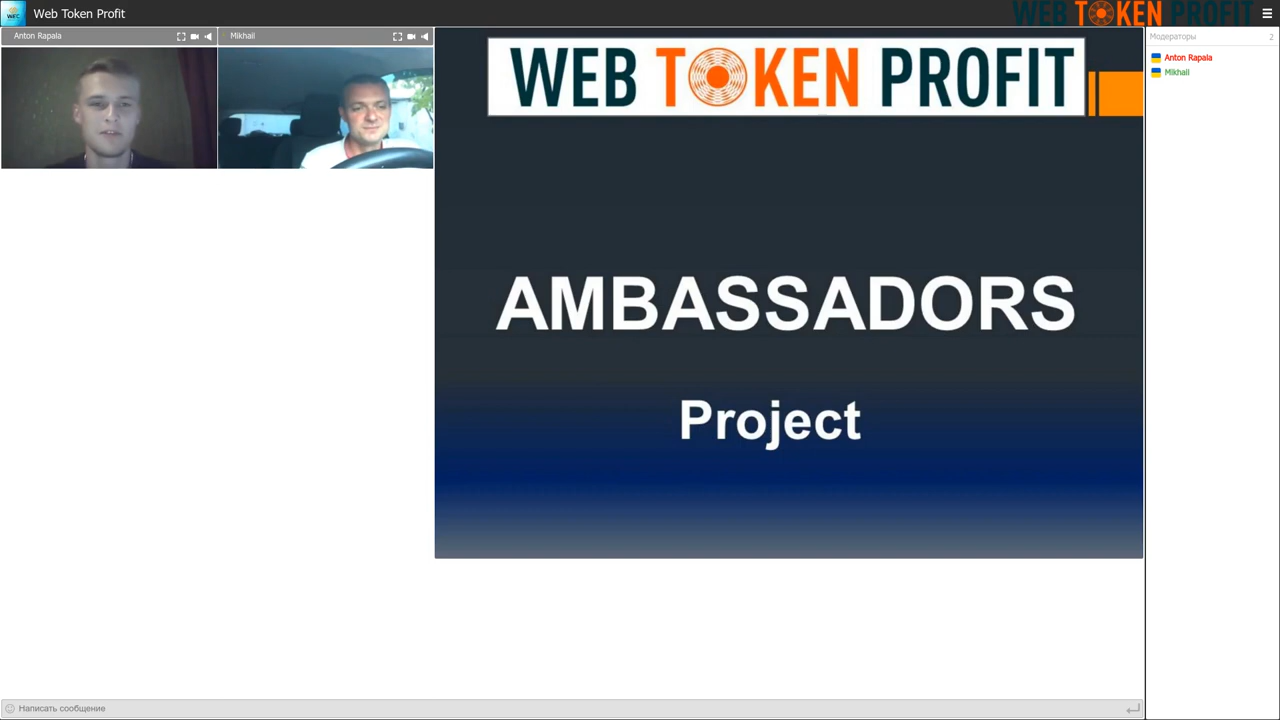 Web Token Profit
WEB TOKEN PROFIT
Anton Rapala
Mikhail
Модераторы 2
Anton Rapala
Mikhail
WEB TOKEN PROFIT
AMBASSADORS
Project
Написать сообщение